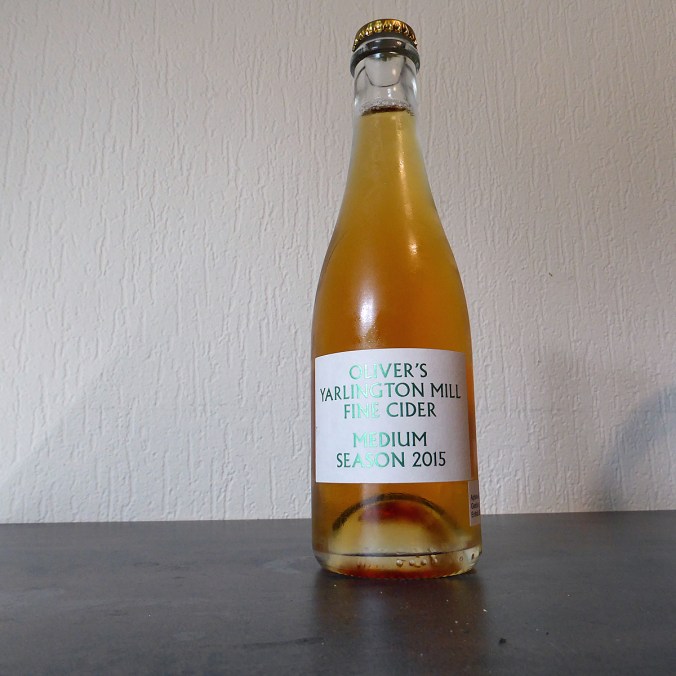 OLIVER'S
YARLINGTON MILL
FINE CIDER
MEDIUM
SEASON 2015